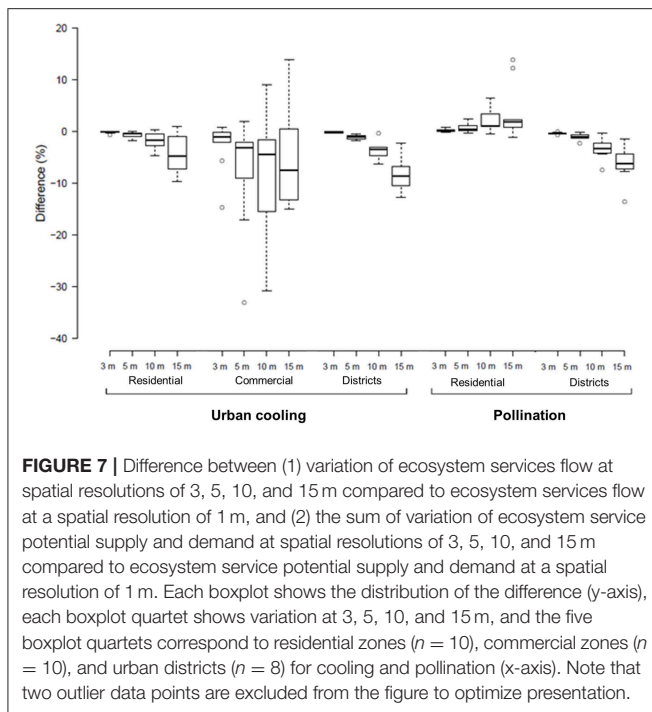 20
10
0
−10
−20
−30
−40
Difference (%)
3 m 5 m 10 m 15 m 3 m 5 m 10 m 15 m 3 m 5 m 10 m 15 m 3 m 5 m 10 m 15 m 3 m 5 m 10 m 15 m
Residential Commercial Districts Residential Districts
Urban cooling Pollination
FIGURE 7 | Difference between (1) variation of ecosystem services flow at
spatial resolutions of 3, 5, 10, and 15 m compared to ecosystem services flow
at a spatial resolution of 1 m, and (2) the sum of variation of ecosystem service
potential supply and demand at spatial resolutions of 3, 5, 10, and 15 m
compared to ecosystem service potential supply and demand at a spatial
resolution of 1 m. Each boxplot shows the distribution of the difference (y-axis),
each boxplot quartet shows variation at 3, 5, 10, and 15 m, and the five
boxplot quartets correspond to residential zones (n = 10), commercial zones (n
= 10), and urban districts (n = 8) for cooling and pollination (x-axis). Note that
two outlier data points are excluded from the figure to optimize presentation.